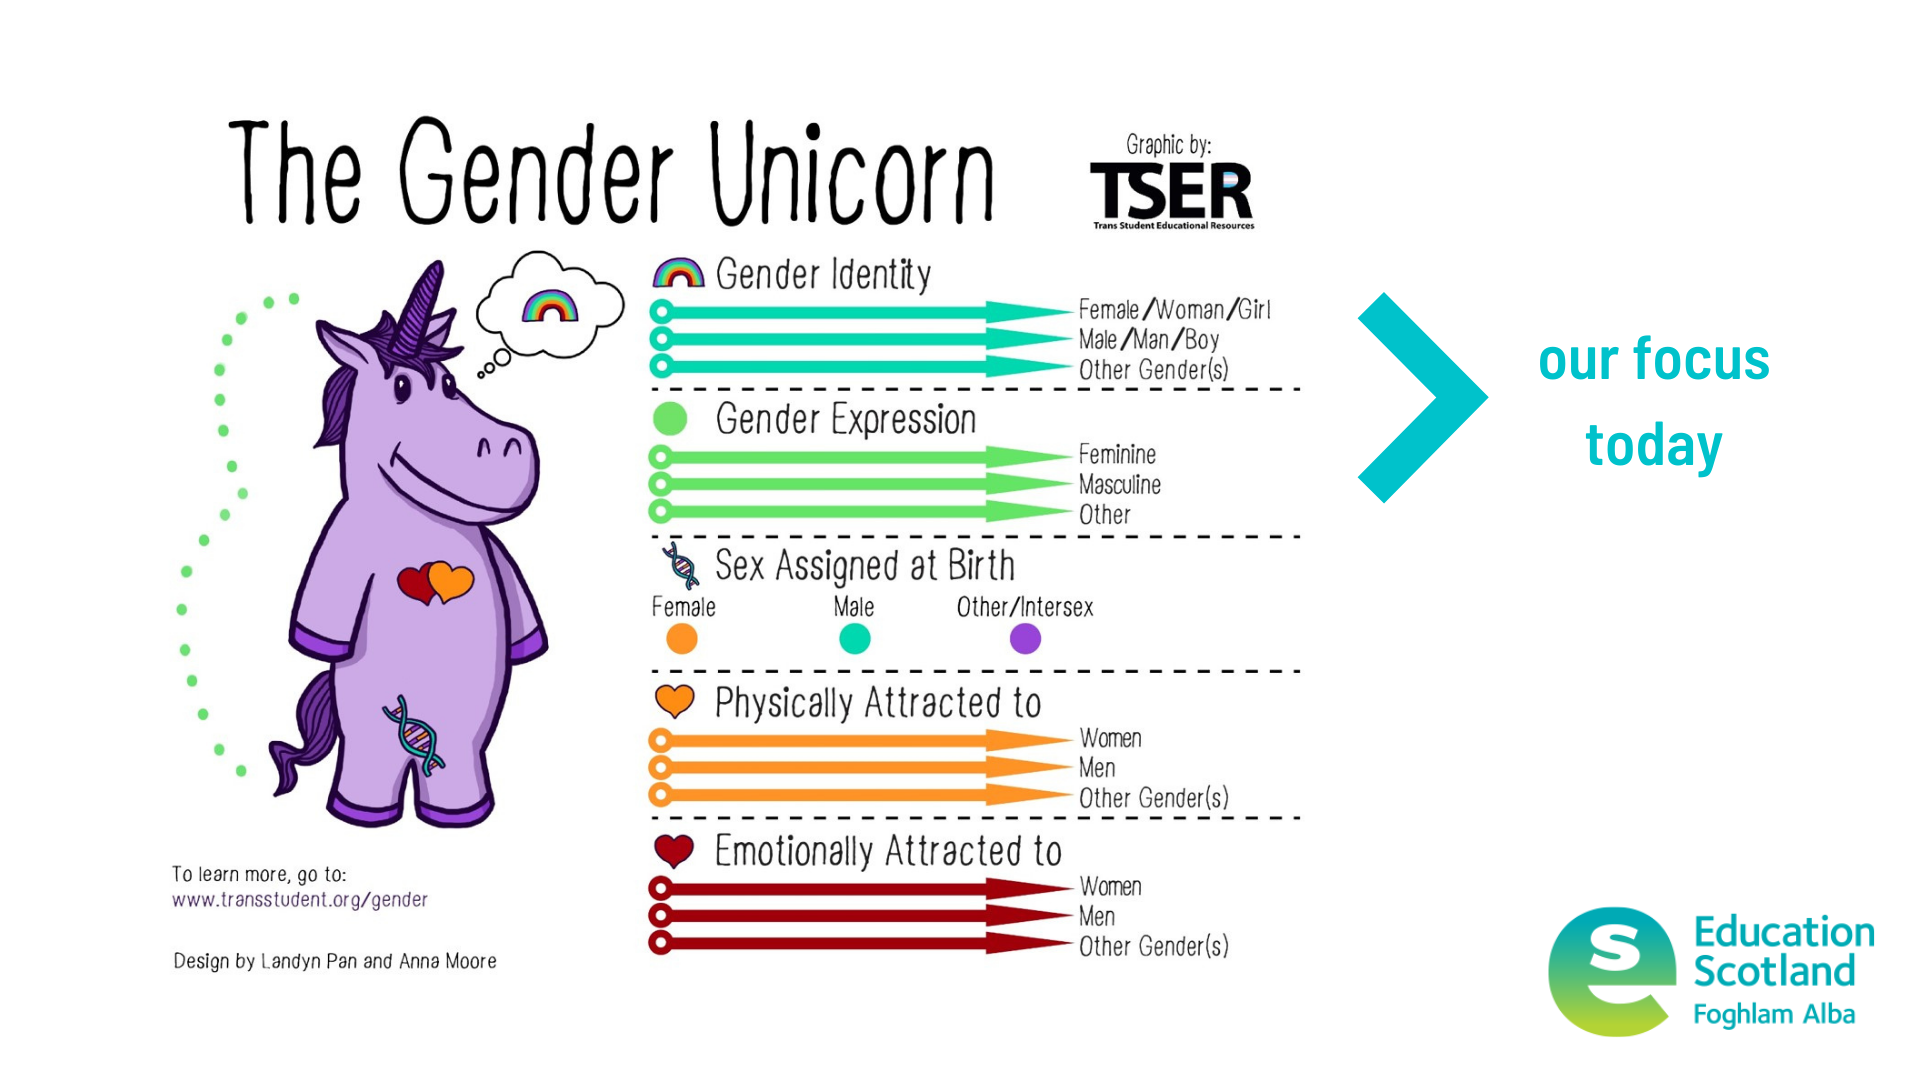 The Gender Unicorn
Graphic by:
TSER
Trans Student Educational Resources
Gender Identity
Female/Woman/Girl
Male/Man/Boy
Other Gender(s)
Gender Expression
Feminine
Masculine
Other
Sex Assigned at Birth
Female Male Other/Intersex
Physically Attracted to
Women
Men
Other Gender(s)
Emotionally Attracted to
Women
Men
Other Gender(s)
To learn more, go to:
www.transstudent.org/gender
Design by Landyn Pan and Anna Moore
our focus
today
Education
Scotland
Foghlam Alba